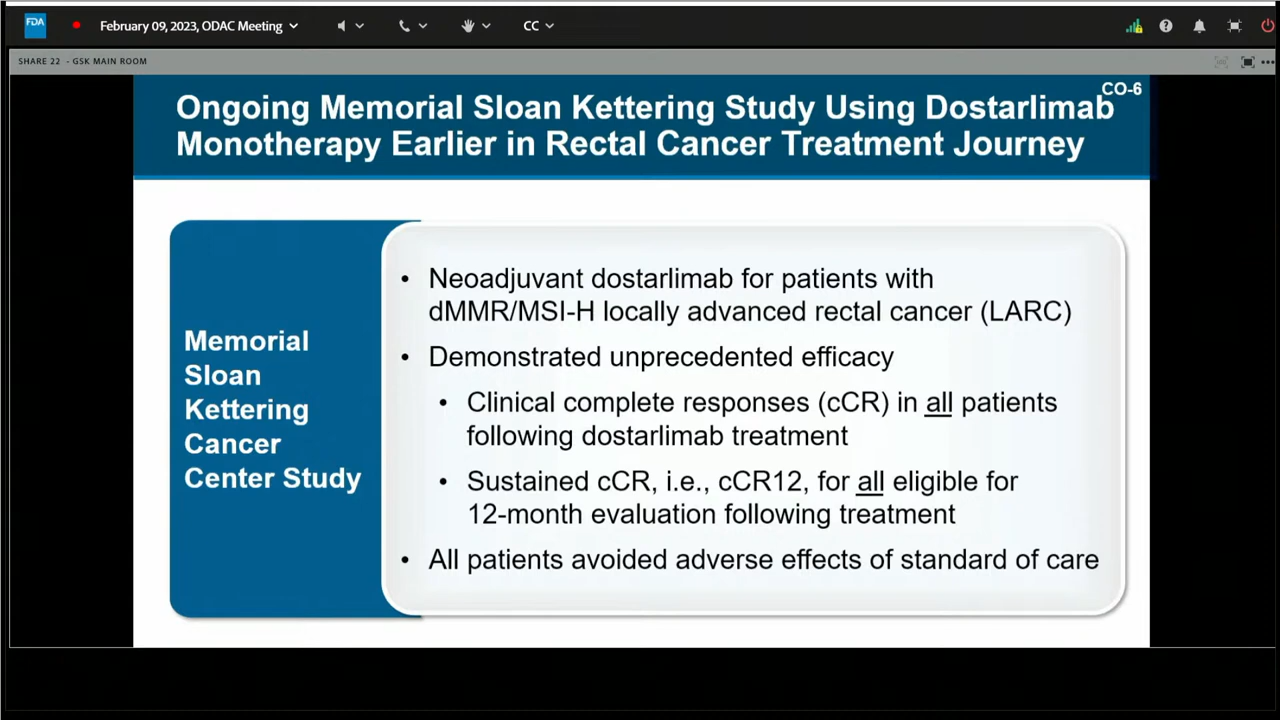 FDA
February 09, 2023, ODAC Meeting
CC
SHARE 22 - GSK MAIN ROOM
CO-6
Ongoing Memorial Sloan Kettering Study Using Dostarlimab
Monotherapy Earlier in Rectal Cancer Treatment Journey
Memorial
Sloan
Kettering
Cancer
Center Study
• Neoadjuvant dostarlimab for patients with
dMMR/MSI-H locally advanced rectal cancer (LARC)
• Demonstrated unprecedented efficacy
• Clinical complete responses (cCR) in all patients
following dostarlimab treatment
• Sustained cCR, i.e., cCR12, for all eligible for
12-month evaluation following treatment
• All patients avoided adverse effects of standard of care